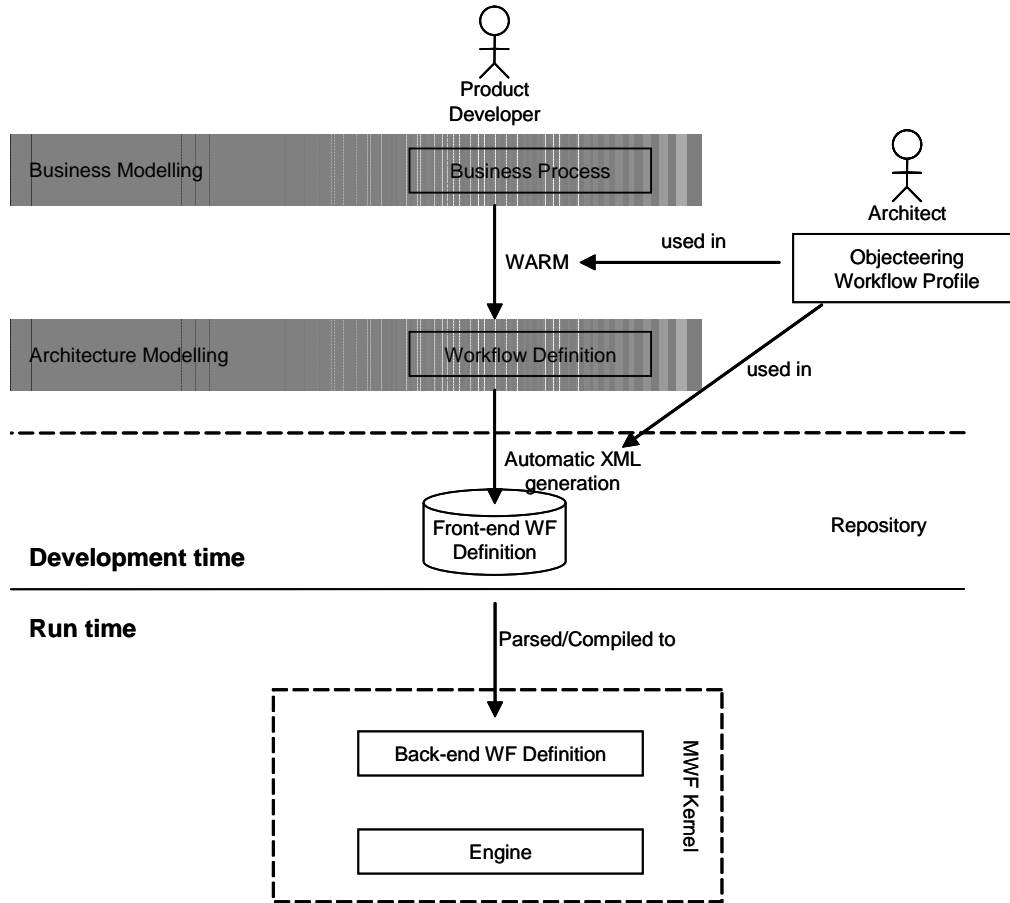 Product
Developer
Business Modelling
Business Process
Architect
used in
WARM
Objecteering
Workflow Profile
Architecture Modelling
Workflow Definition
used in
Automatic XML
generation
Front-end WF
Definition
Repository
Development time
Run time
Parsed/Compiled to
Back-end WF Definition
MWF Kernel
Engine